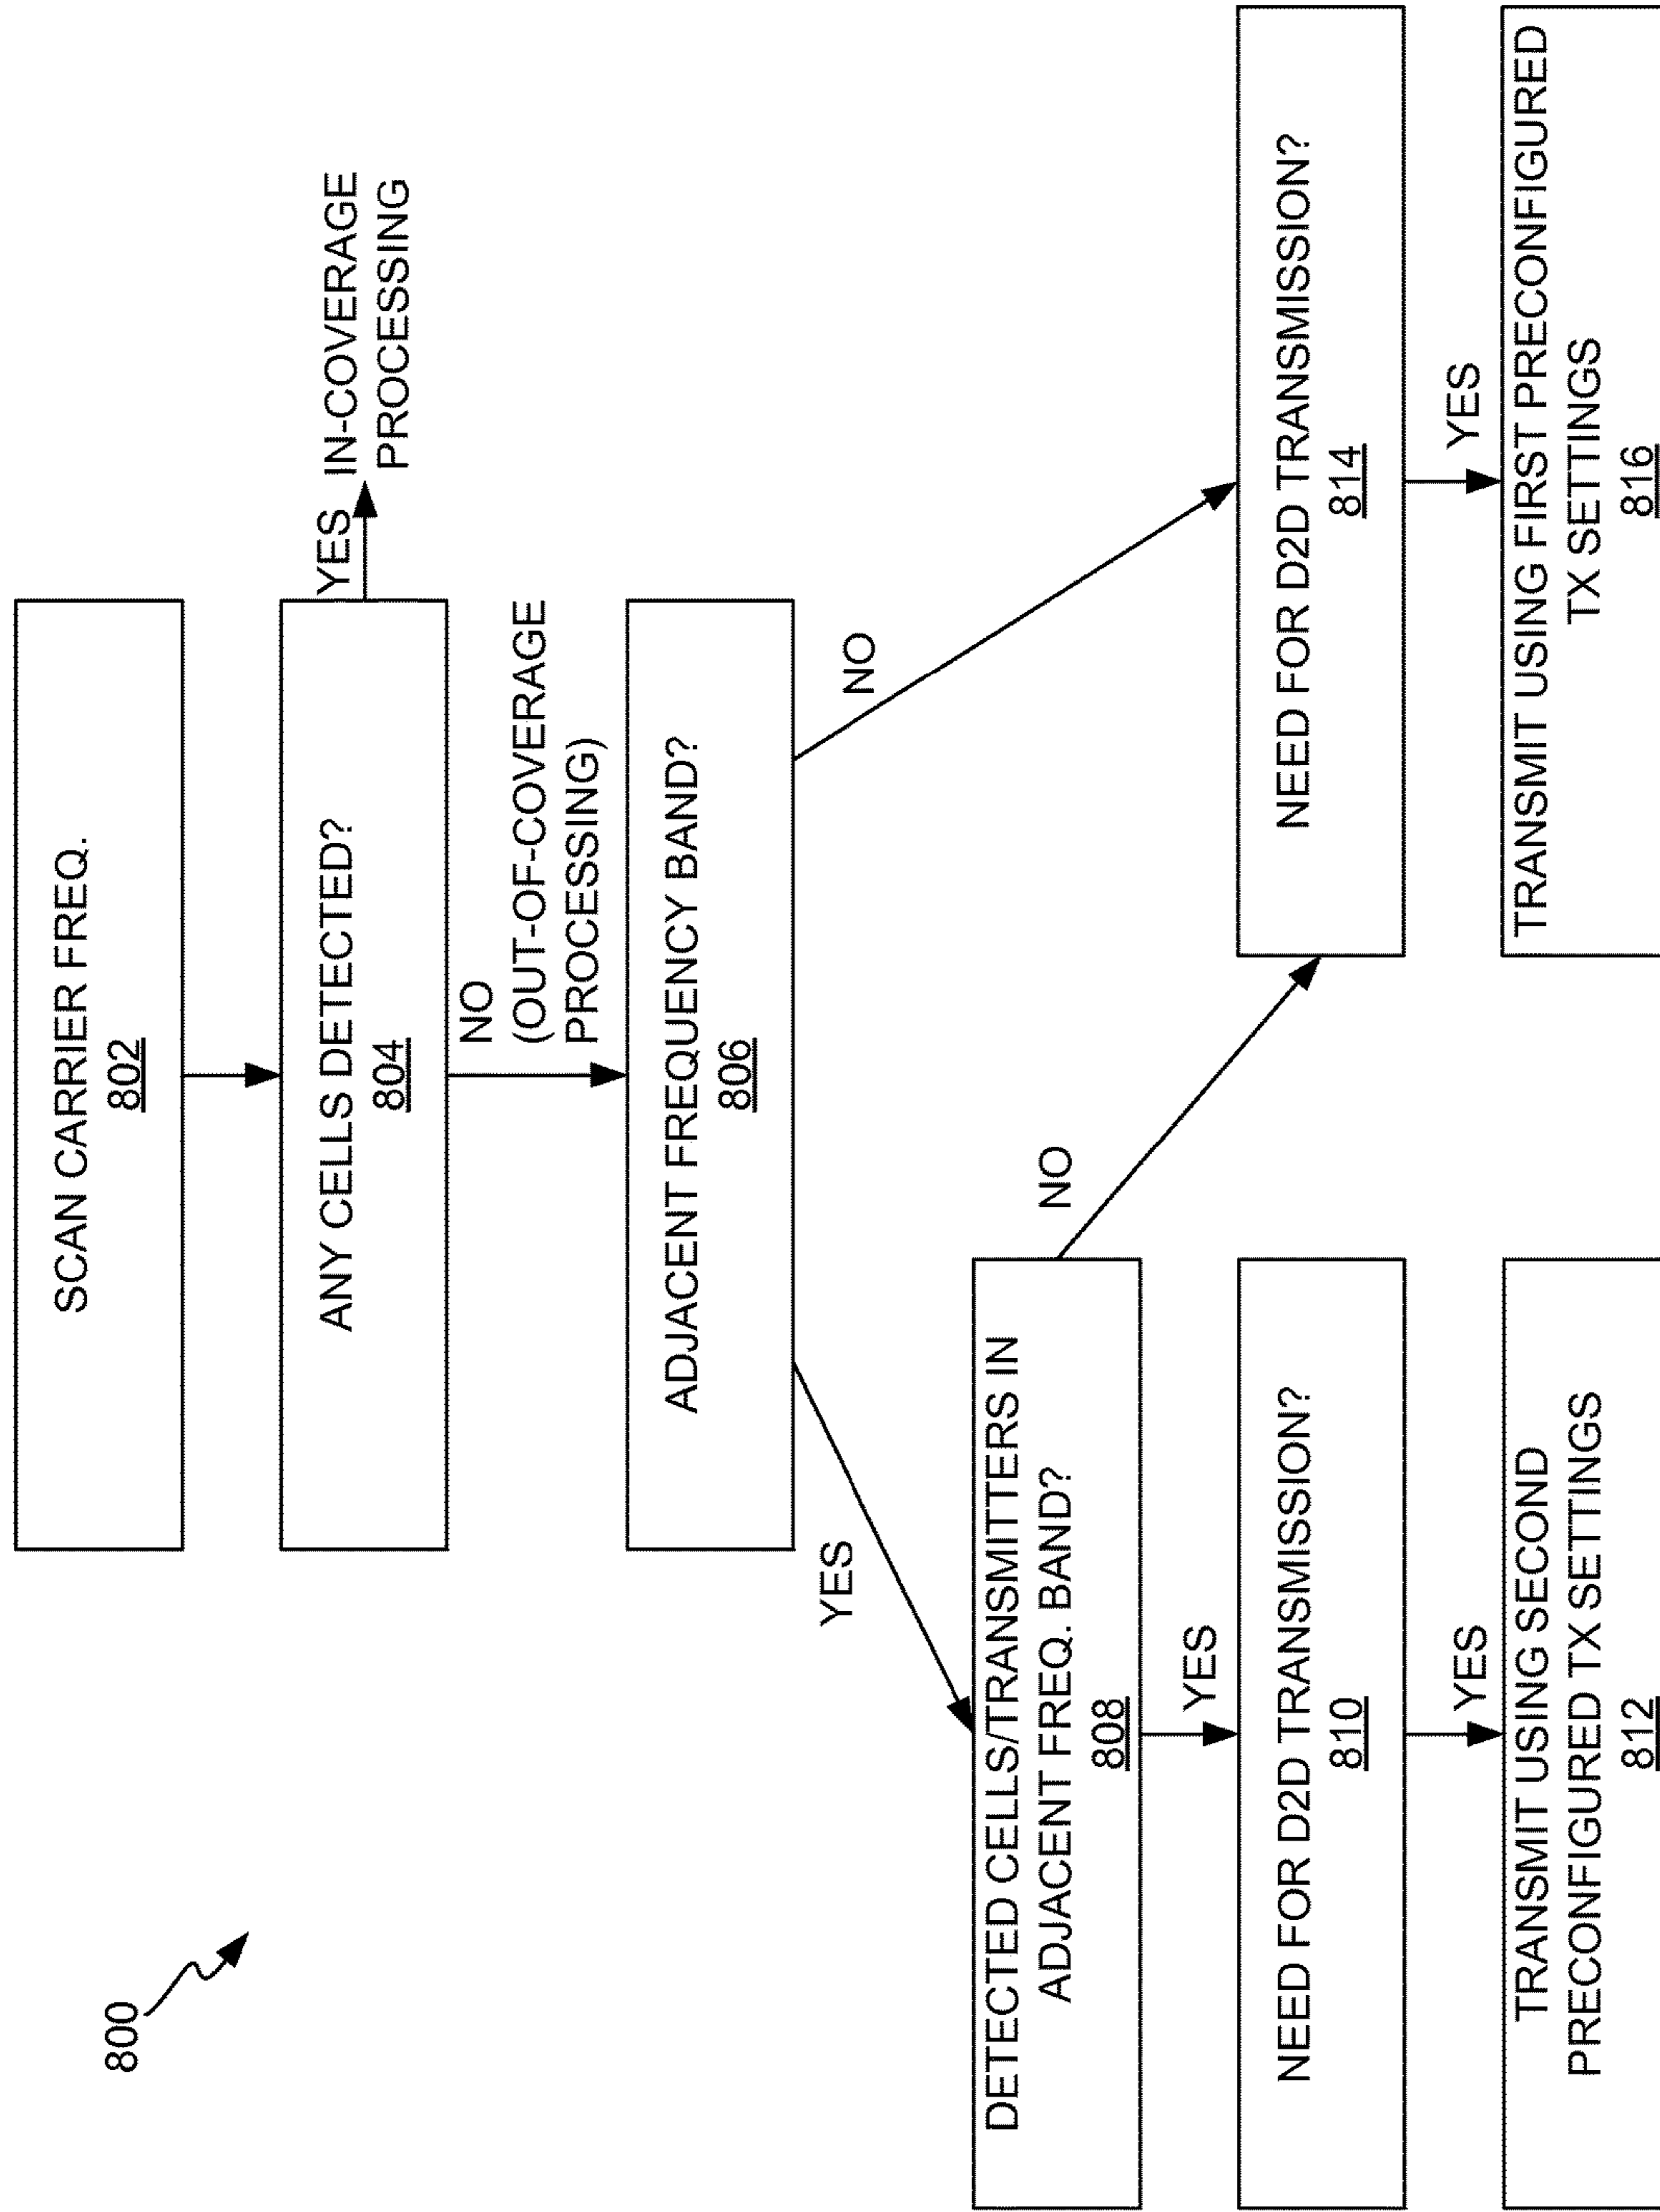 800
SCAN CARRIER FREQ.
802
ANY CELLS DETECTED?
804
YES
IN-COVERAGE
PROCESSING
NO
(OUT-OF-COVERAGE
PROCESSING)
ADJACENT FREQUENCY BAND?
806
YES
NO
DETECTED CELLS/TRANSMITTERS IN
ADJACENT FREQ. BAND?
808
NO
YES
NEED FOR D2D TRANSMISSION?
810
YES
TRANSMIT USING SECOND
PRECONFIGURED TX SETTINGS
812
NEED FOR D2D TRANSMISSION?
814
YES
TRANSMIT USING FIRST PRECONFIGURED
TX SETTINGS
816